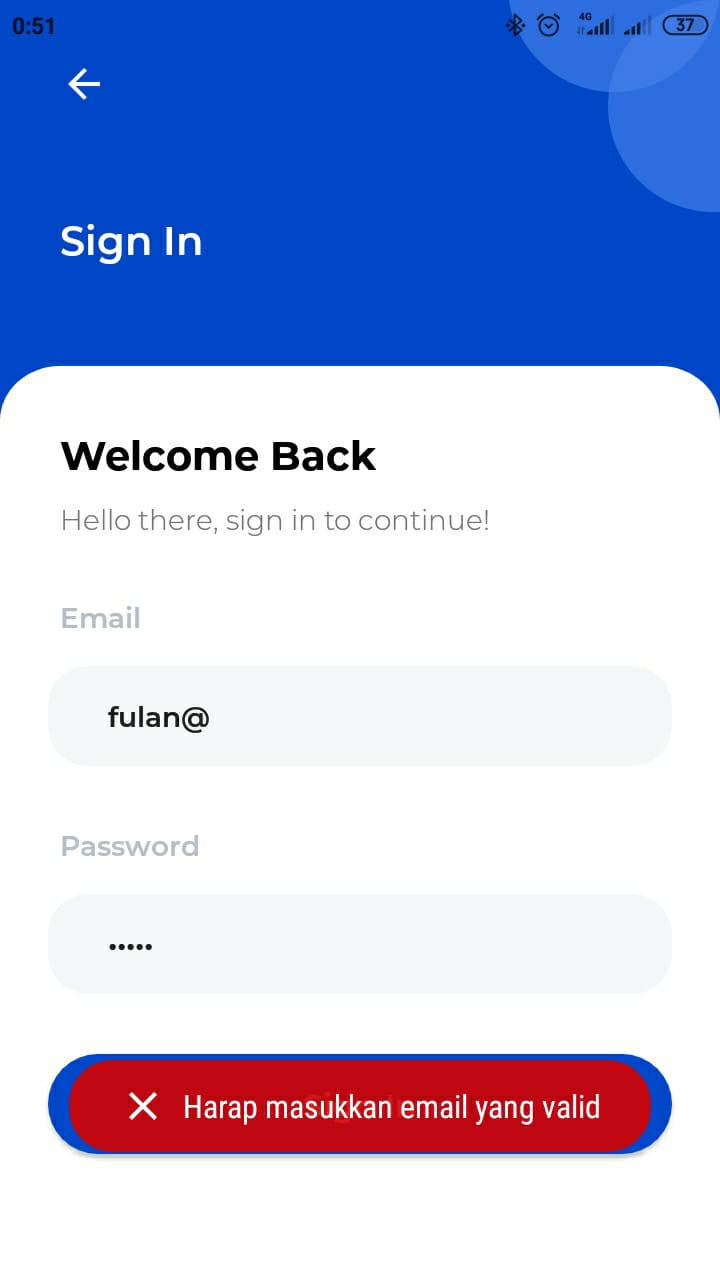 0:51
4G 37
Sign In
Welcome Back
Hello there, sign in to continue!
Email
fulan@
Password
•••••
Harap masukkan email yang valid